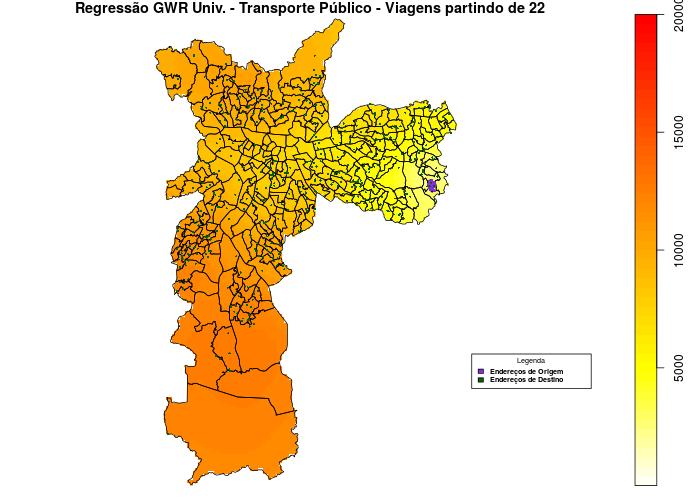 Regressão GWR Univ. - Transporte Público - Viagens partindo de 22
20000
15000
10000
5000
Legenda
Endereços de Origem
Endereços de Destino